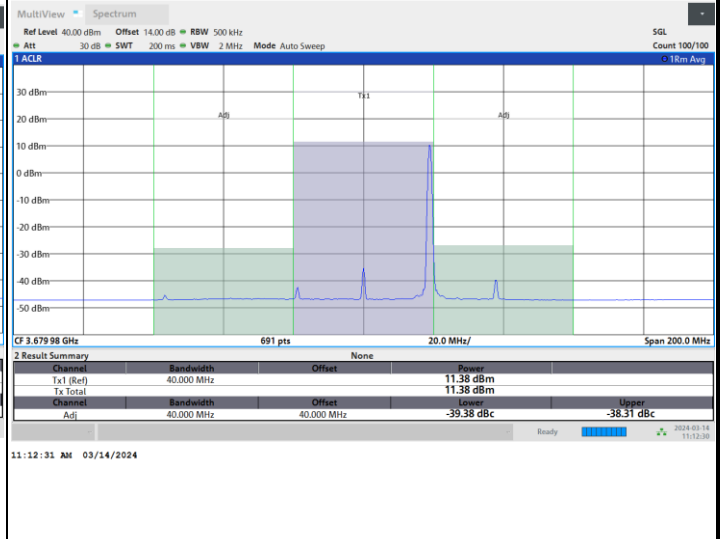 MultiView Spectrum
Ref Level 40.00 dBm Offset 14.00 dB RBW 500 kHz SGL
Att 30 dB SWT 200 ms VBW 2 MHz Mode Auto Sweep Count 100/100
1 ACLR 1Rm Avg
30 dBm
Tx1
20 dBm Adj Adj
10 dBm
0 dBm
-10 dBm
-20 dBm
-30 dBm
-40 dBm
-50 dBm
CF 3.679 98 GHz 691 pts 20.0 MHz/ Span 200.0 MHz
2 Result Summary None
Channel Bandwidth Offset Power
Tx1 (Ref) 40.000 MHz 11.38 dBm
Tx Total 11.38 dBm
Channel Bandwidth Offset Lower Upper
Adj 40.000 MHz 40.000 MHz -39.38 dBc -38.31 dBc
Ready 2024-03-14
11:12:30
11:12:31 AM 03/14/2024